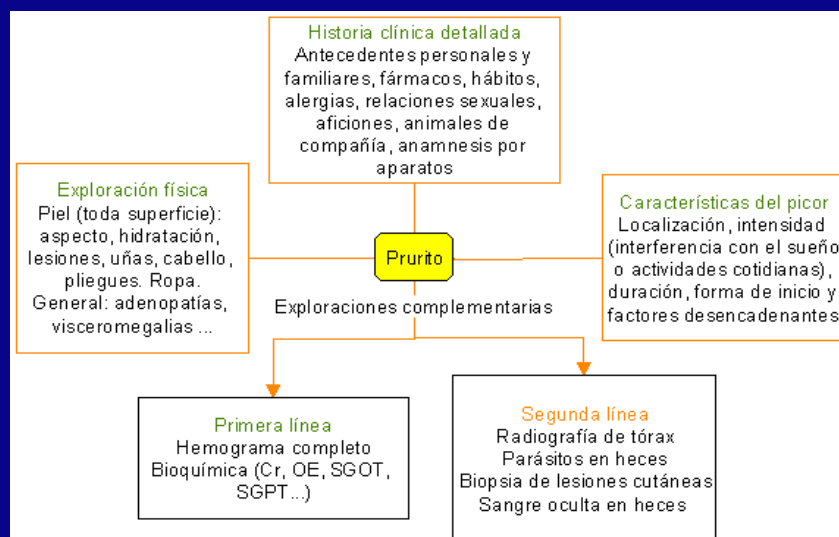 Historia clínica detallada
Antecedentes personales y
familiares, fármacos, hábitos,
alergias, relaciones sexuales,
aficiones, animales de
compañía, anamnesis por
aparatos
Exploración física
Piel (toda superficie):
aspecto, hidratación,
lesiones, uñas, cabello,
pliegues. Ropa.
General: adenopatías,
visceromegalias ...
Prurito
Características del picor
Localización, intensidad
(interferencia con el sueño
o actividades cotidianas),
duración, forma de inicio y
factores desencadenantes
Exploraciones complementarias
Primera línea
Hemograma completo
Bioquímica (Cr, OE, SGOT,
SGPT...)
Segunda línea
Radiografía de tórax
Parásitos en heces
Biopsia de lesiones cutáneas
Sangre oculta en heces